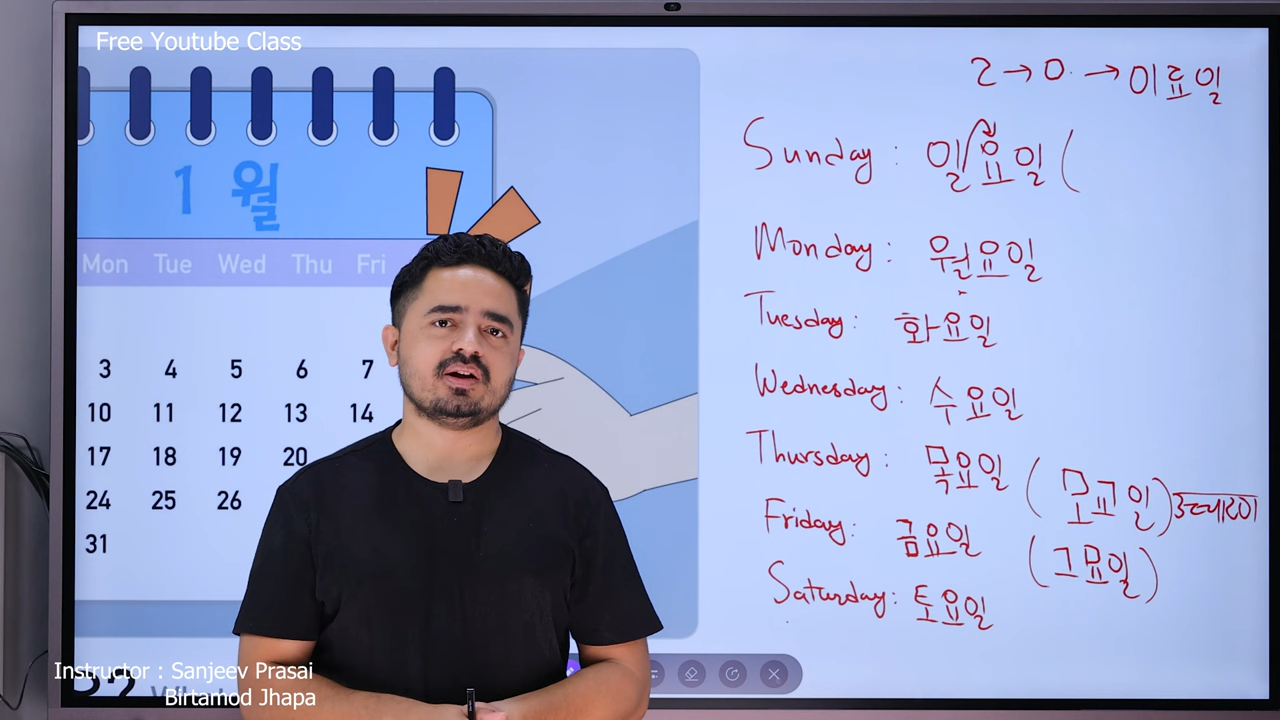 Free Youtube Class
1 월
Mon Tue Wed Thu Fri
3 4 5 6 7
10 11 12 13 14
17 18 19 20
24 25 26
31
ㄹ → ㅇ → 이료일
Sunday : 일요일 (
Monday : 월요일
Tuesday : 화요일
Wednesday : 수요일
Thursday : 목요일 ( 모교일 ) उच्चारण
Friday : 금요일 ( 그묘일 )
Saturday : 토요일
Instructor : Sanjeev Prasai
Birtamod Jhapa